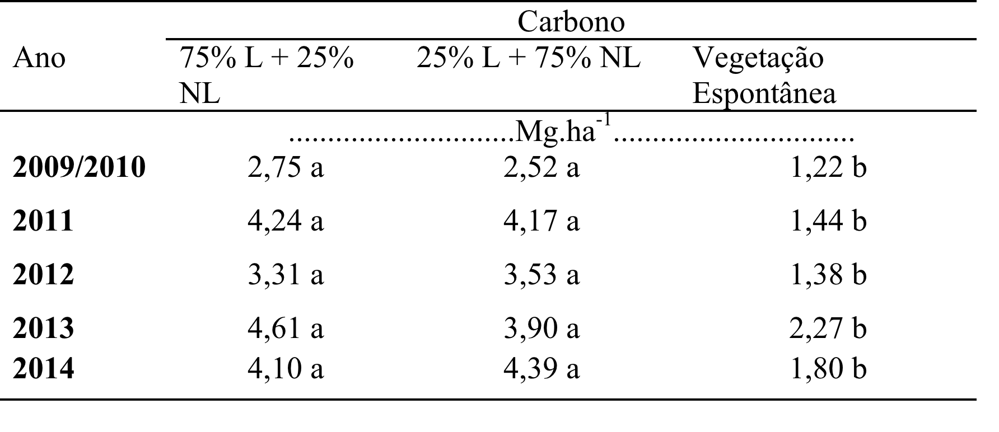 Carbono
Ano 75% L + 25% 25% L + 75% NL Vegetação
NL Espontânea
.............................Mg.ha-1...............................
2009/2010 2,75 a 2,52 a 1,22 b
2011 4,24 a 4,17 a 1,44 b
2012 3,31 a 3,53 a 1,38 b
2013 4,61 a 3,90 a 2,27 b
2014 4,10 a 4,39 a 1,80 b